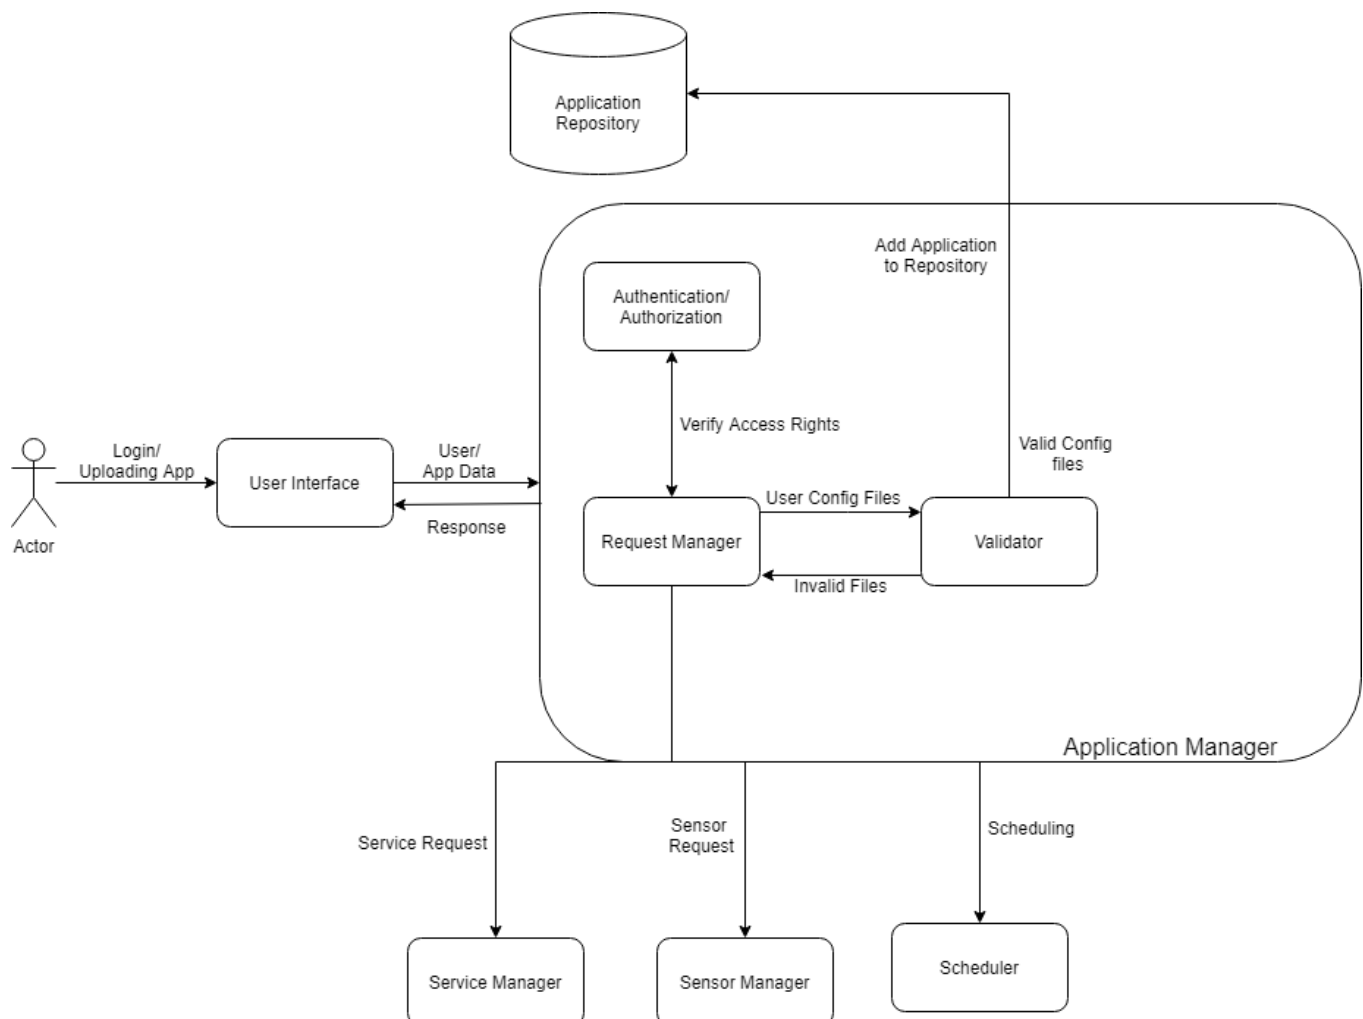 Application
Repository
Add Application
to Repository
Authentication/
Authorization
Verify Access Rights
Valid Config
files
Login/
Uploading App
User/
App Data
User Interface
Response
Actor
User Config Files
Request Manager
Validator
Invalid Files
Application Manager
Service Request
Sensor
Request
Scheduling
Service Manager
Sensor Manager
Scheduler